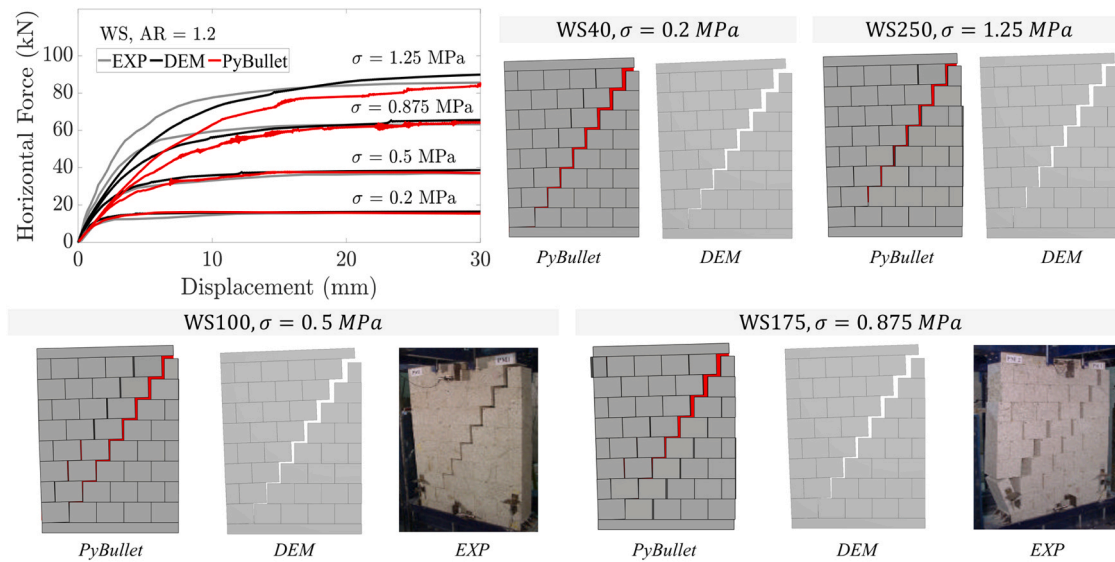 WS, AR = 1.2
EXP DEM PyBullet
σ = 1.25 MPa
σ = 0.875 MPa
σ = 0.5 MPa
σ = 0.2 MPa
Horizontal Force (kN)
100
80
60
40
20
0
0 10 20 30
Displacement (mm)
WS40, σ = 0.2 MPa
PyBullet DEM
WS250, σ = 1.25 MPa
PyBullet DEM
WS100, σ = 0.5 MPa
PyBullet DEM EXP
WS175, σ = 0.875 MPa
PyBullet DEM EXP